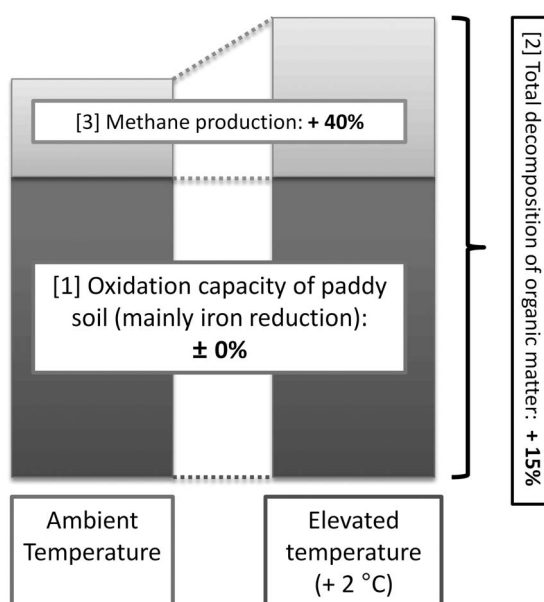 [3] Methane production: + 40%
[1] Oxidation capacity of paddy
soil (mainly iron reduction):
± 0%
[2] Total decomposition of organic matter: + 15%
Ambient
Temperature
Elevated
temperature
(+ 2 °C)